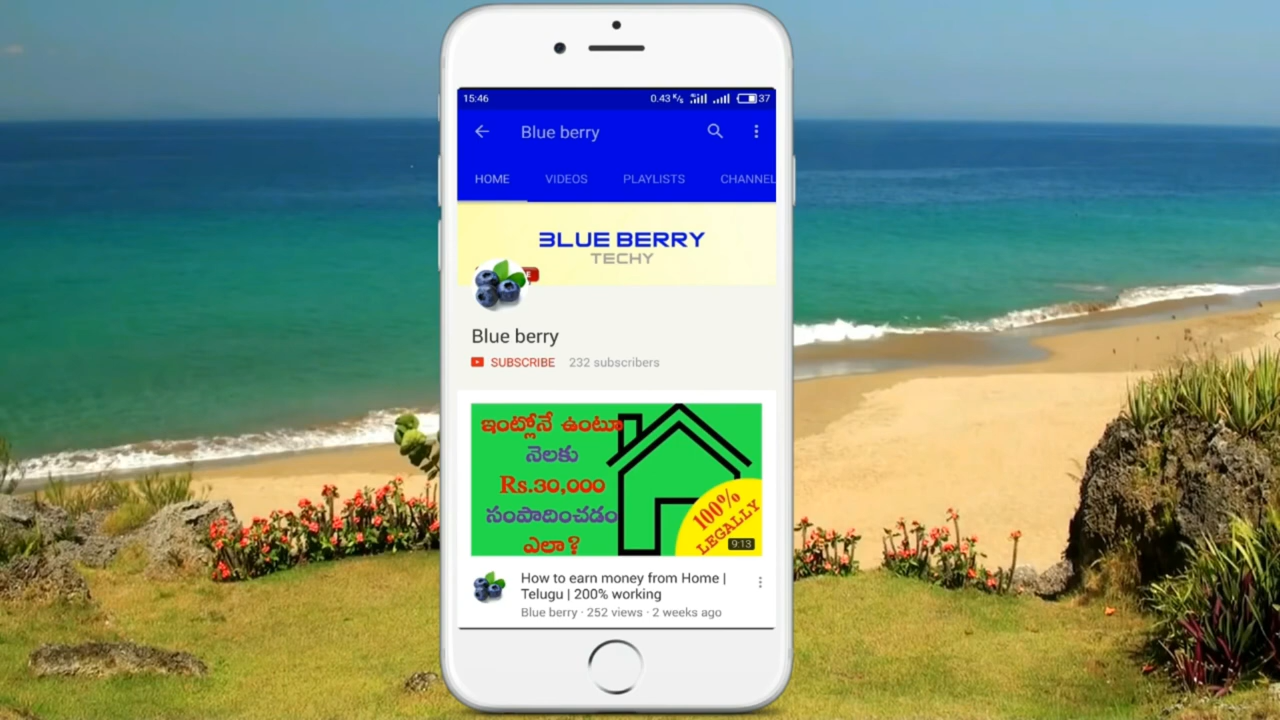 15:46 0.43 K/s 37
Blue berry
HOME VIDEOS PLAYLISTS CHANNEL
BLUE BERRY
TECHY
Blue berry
SUBSCRIBE 232 subscribers
ఇంట్లోనే ఉంటూ
నెలకు
Rs.30,000
సంపాదించడం
ఎలా?
100%
LEGALLY
9:13
How to earn money from Home |
Telugu | 200% working
Blue berry · 252 views · 2 weeks ago